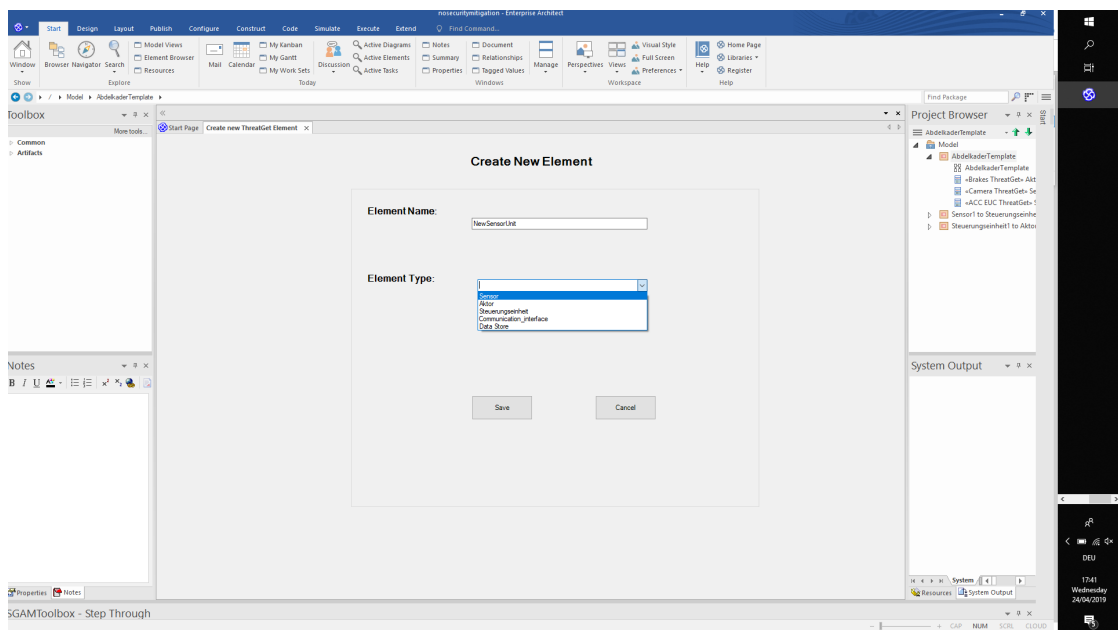 nosecuritymitigation - Enterprise Architect
Start Design Layout Publish Configure Construct Code Simulate Execute Extend Find Command...
Window Browser Navigator Search Model Views Element Browser Resources
Mail Calendar My Kanban My Gantt My Work Sets
Discussion Active Diagrams Active Elements Active Tasks
Notes Summary Properties Document Relationships Tagged Values Manage
Perspectives Views Visual Style Full Screen Preferences
Help Home Page Libraries Register
Show Explore Today Windows Workspace Help
/ Model AbdelkaderTemplate Find Package
Toolbox
More tools...
Common
Artifacts
Start Page Create new ThreatGet Element
Create New Element
Element Name:
NewSensorUnit
Element Type:
Sensor
Aktor
Steuerungseinheit
Communication_interface
Data Store
Save Cancel
Project Browser
Start
AbdelkaderTemplate
Model
AbdelkaderTemplate
AbdelkaderTemplate
«Brakes ThreatGet» Akt
«Camera ThreatGet» Se
«ACC EUC ThreatGet» S
Sensor1 to Steuerungseinhe
Steuerungseinheit1 to Aktor
Notes
B I U
System Output
System
Properties Notes
Resources System Output
SGAMToolbox - Step Through
CAP NUM SCRL CLOUD
DEU
17:41
Wednesday
24/04/2019